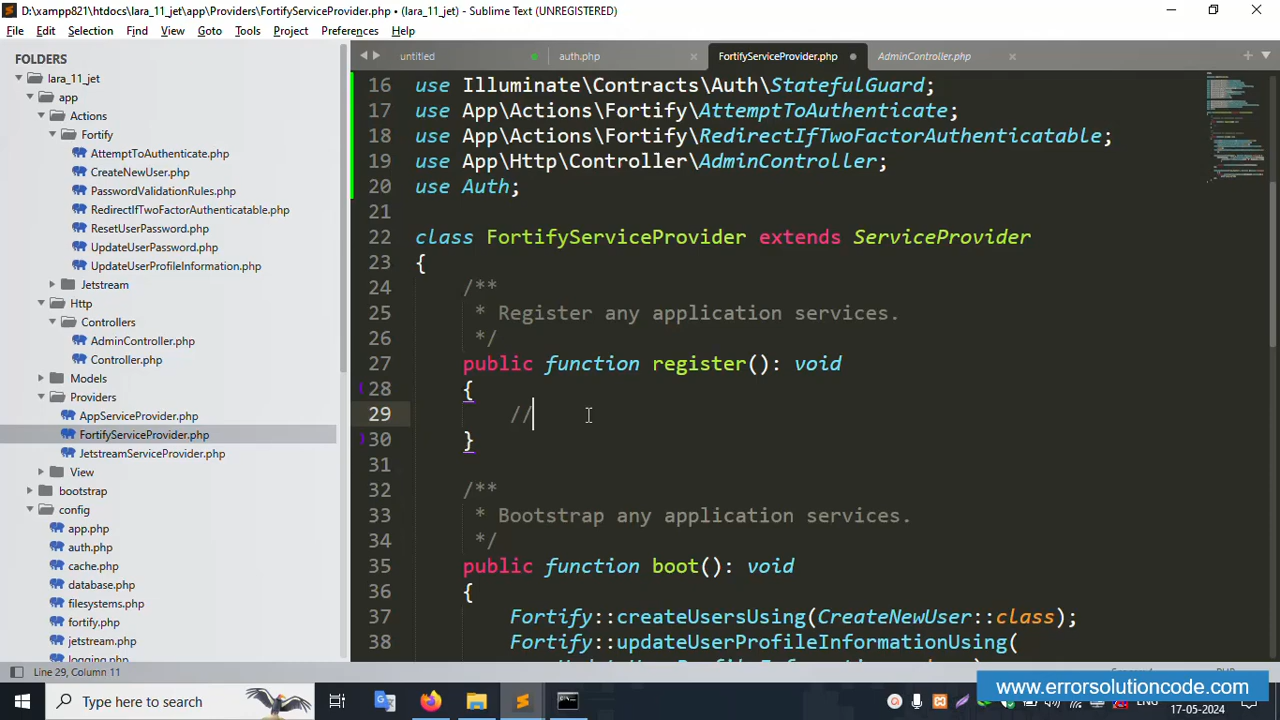 D:\xampp821\htdocs\lara_11_jet\app\Providers\FortifyServiceProvider.php • (lara_11_jet) - Sublime Text (UNREGISTERED)
File Edit Selection Find View Goto Tools Project Preferences Help
FOLDERS
lara_11_jet
app
Actions
Fortify
AttemptToAuthenticate.php
CreateNewUser.php
PasswordValidationRules.php
RedirectIfTwoFactorAuthenticatable.php
ResetUserPassword.php
UpdateUserPassword.php
UpdateUserProfileInformation.php
Jetstream
Http
Controllers
AdminController.php
Controller.php
Models
Providers
AppServiceProvider.php
FortifyServiceProvider.php
JetstreamServiceProvider.php
View
bootstrap
config
app.php
auth.php
cache.php
database.php
filesystems.php
fortify.php
jetstream.php
logging.php
untitled auth.php FortifyServiceProvider.php AdminController.php
16 use Illuminate\Contracts\Auth\StatefulGuard;
17 use App\Actions\Fortify\AttemptToAuthenticate;
18 use App\Actions\Fortify\RedirectIfTwoFactorAuthenticatable;
19 use App\Http\Controller\AdminController;
20 use Auth;
21
22 class FortifyServiceProvider extends ServiceProvider
23 {
24 /**
25 * Register any application services.
26 */
27 public function register(): void
28 {
29 //
30 }
31
32 /**
33 * Bootstrap any application services.
34 */
35 public function boot(): void
36 {
37 Fortify::createUsersUsing(CreateNewUser::class);
38 Fortify::updateUserProfileInformationUsing(
Line 29, Column 11
www.errorsolutioncode.com
Type here to search
17-05-2024